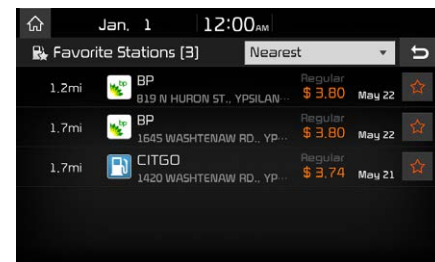 Jan. 1 12:00AM
Favorite Stations (3) Nearest
1.2mi BP Regular
819 N HURON ST., YPSILAN... $ 3.80 May 22
1.7mi BP Regular
1645 WASHTENAW RD., YP... $ 3.80 May 22
1.7mi CITGO Regular
1420 WASHTENAW RD., YP... $ 3.74 May 21